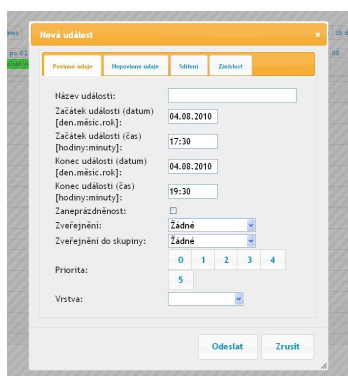 Nová událost
Povinné údaje Nepovinné údaje Sdílení Závislost
Název události:
Začátek události (datum)
[den.měsíc.rok]: 04.08.2010
Začátek události (čas)
[hodiny:minuty]: 17:30
Konec události (datum)
[den.měsíc.rok]: 04.08.2010
Konec události (čas)
[hodiny:minuty]: 19:30
Zaneprázdněnost:
Zveřejnění: Žádné
Zveřejnění do skupiny: Žádné
Priorita: 0 1 2 3 4
5
Vrstva:
Odeslat Zrusit